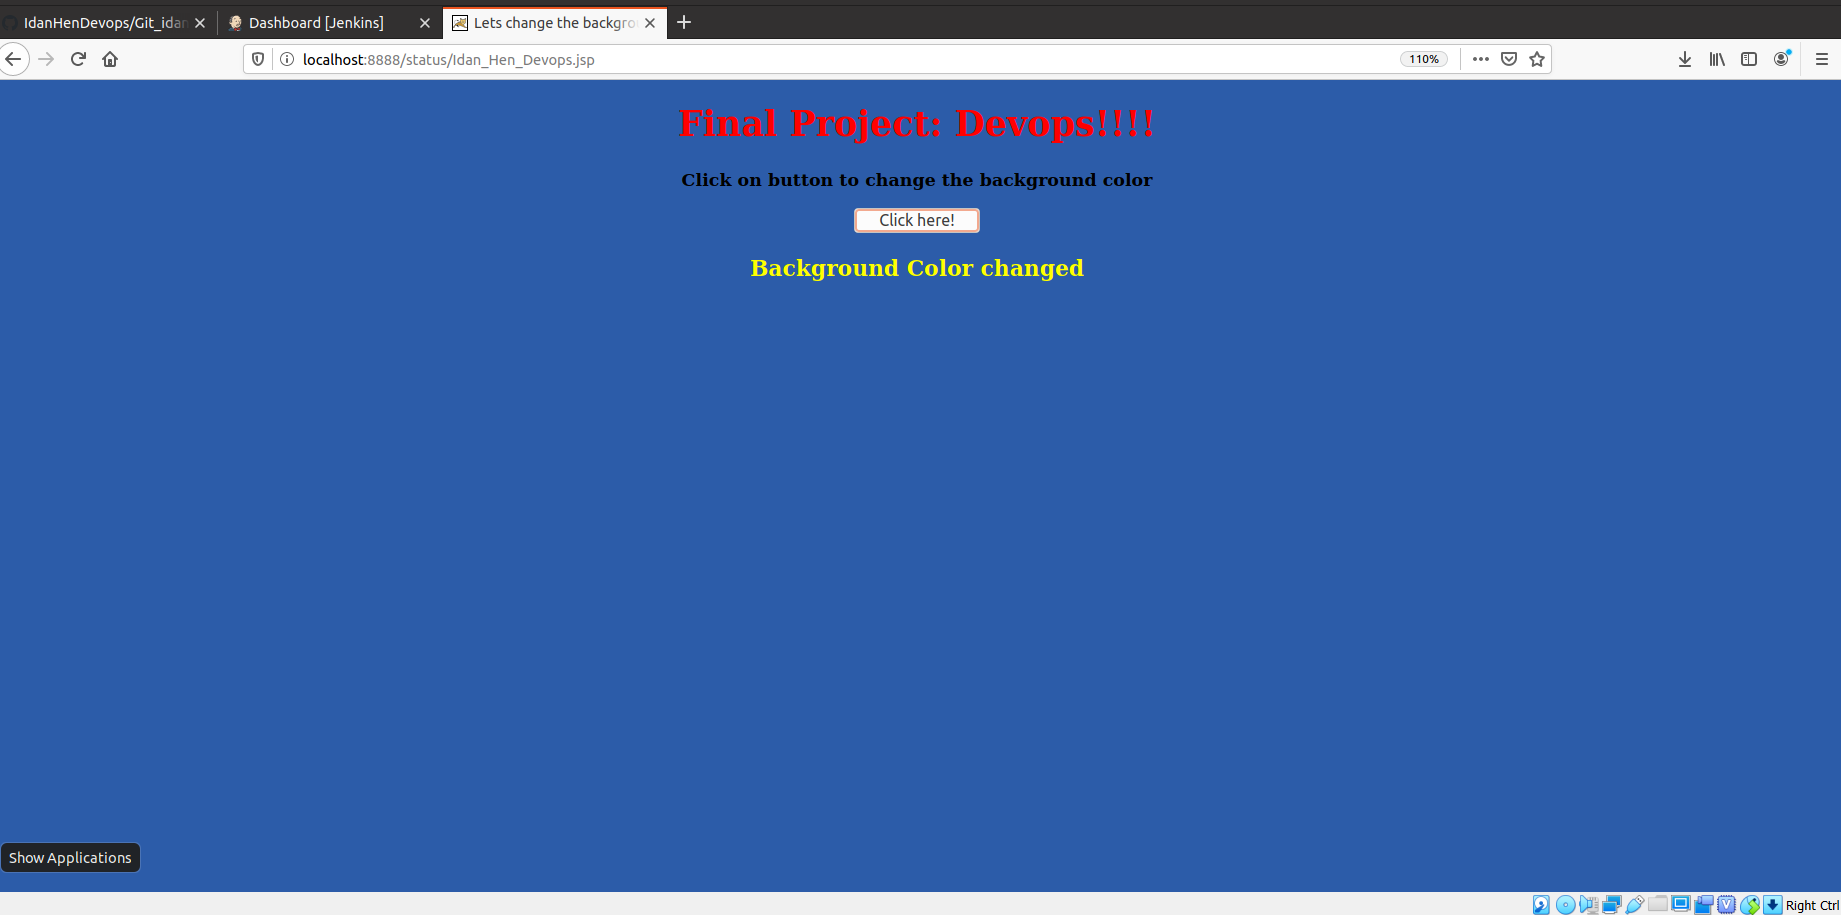 IdanHenDevops/Git_idan
Dashboard [Jenkins]
Lets change the backgro
localhost:8888/status/Idan_Hen_Devops.jsp
110%
Final Project: Devops!!!!
Click on button to change the background color
Click here!
Background Color changed
Show Applications
Right Ctrl